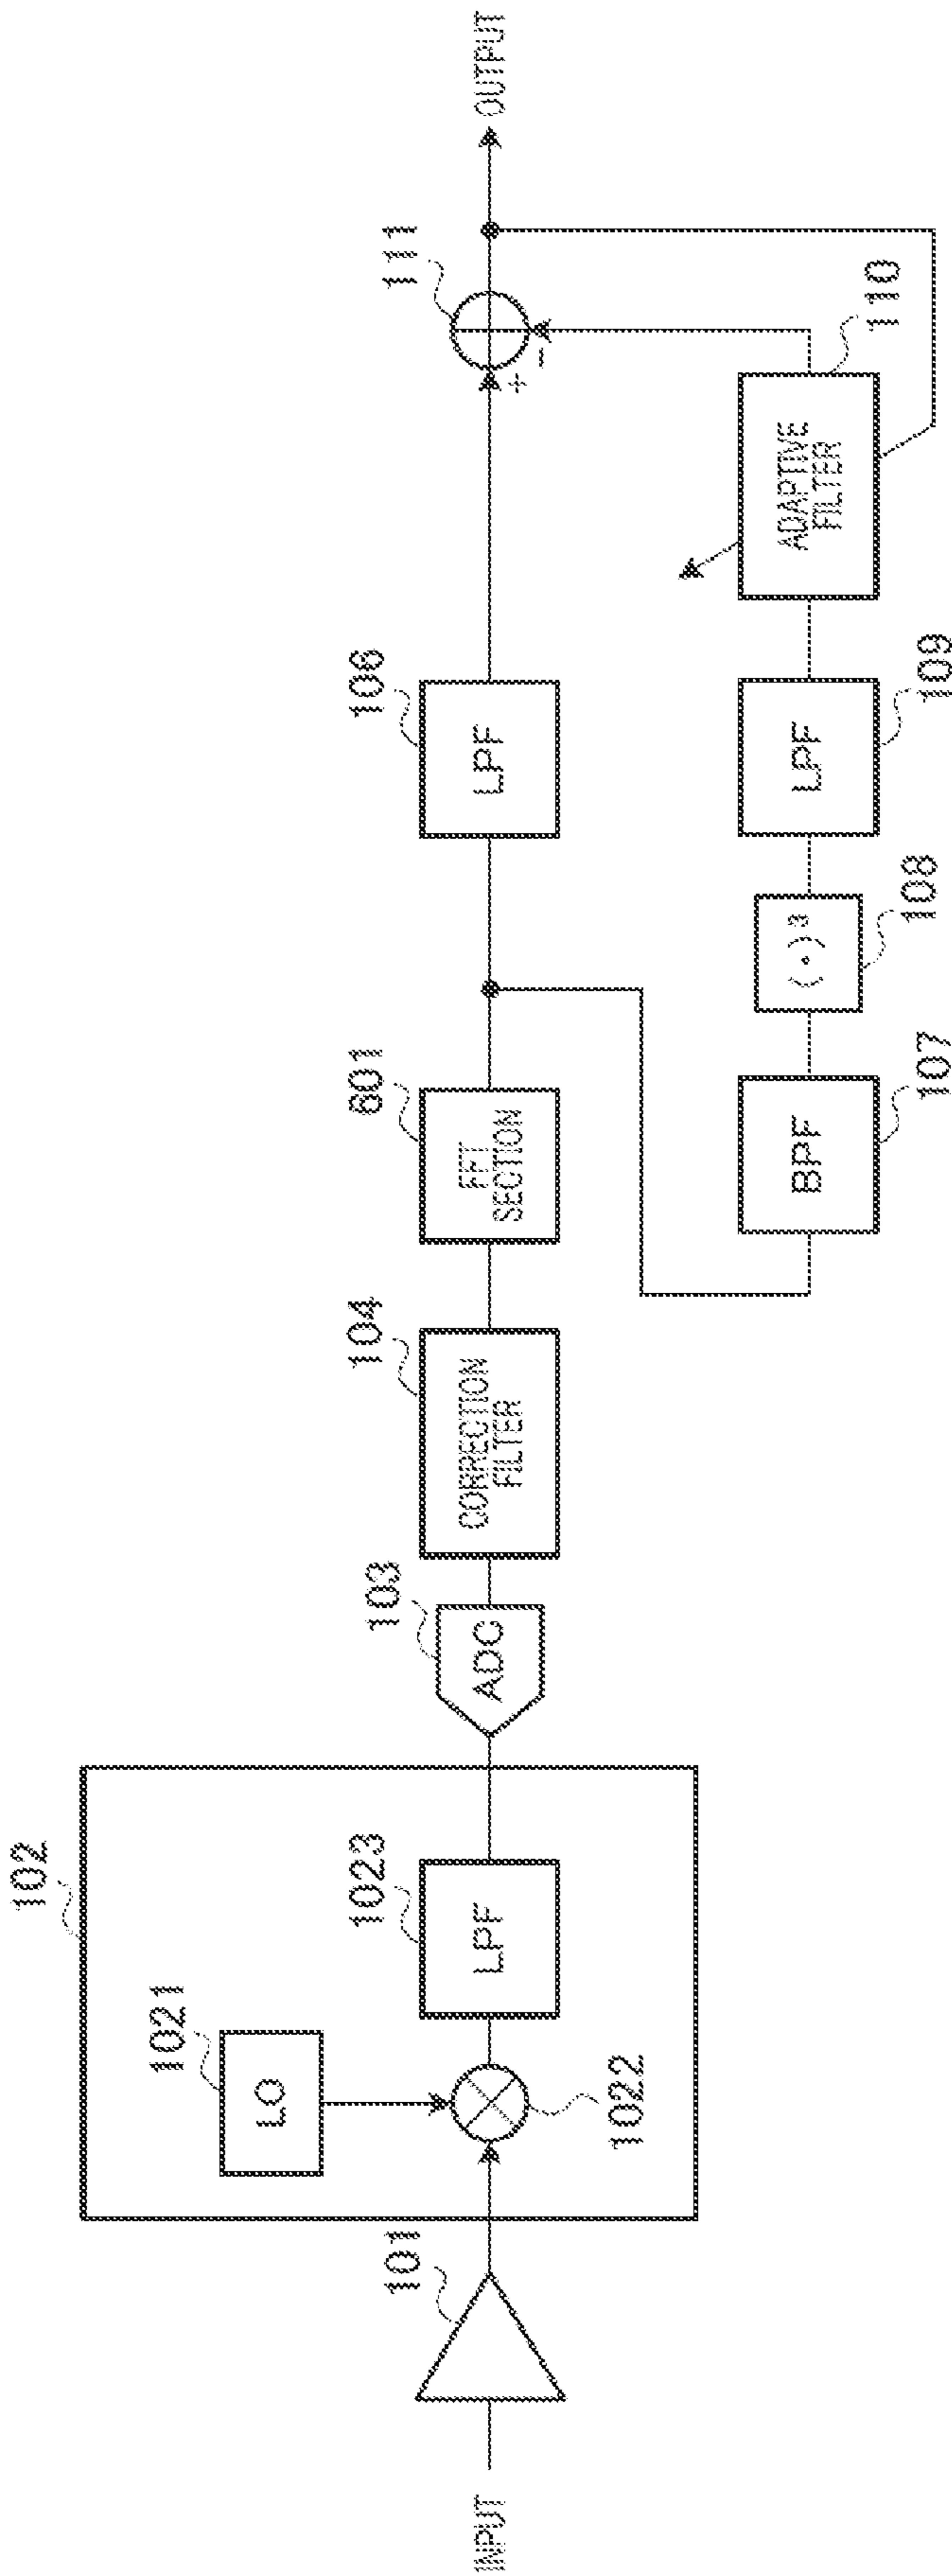 INPUT
101
102
LO
1021
1022
LPF
1023
ADC
103
CORRECTION
FILTER
104
FFT
SECTION
601
LPF
106
+
-
111
OUTPUT
BPF
107
(・)³
108
LPF
109
ADAPTIVE
FILTER
110